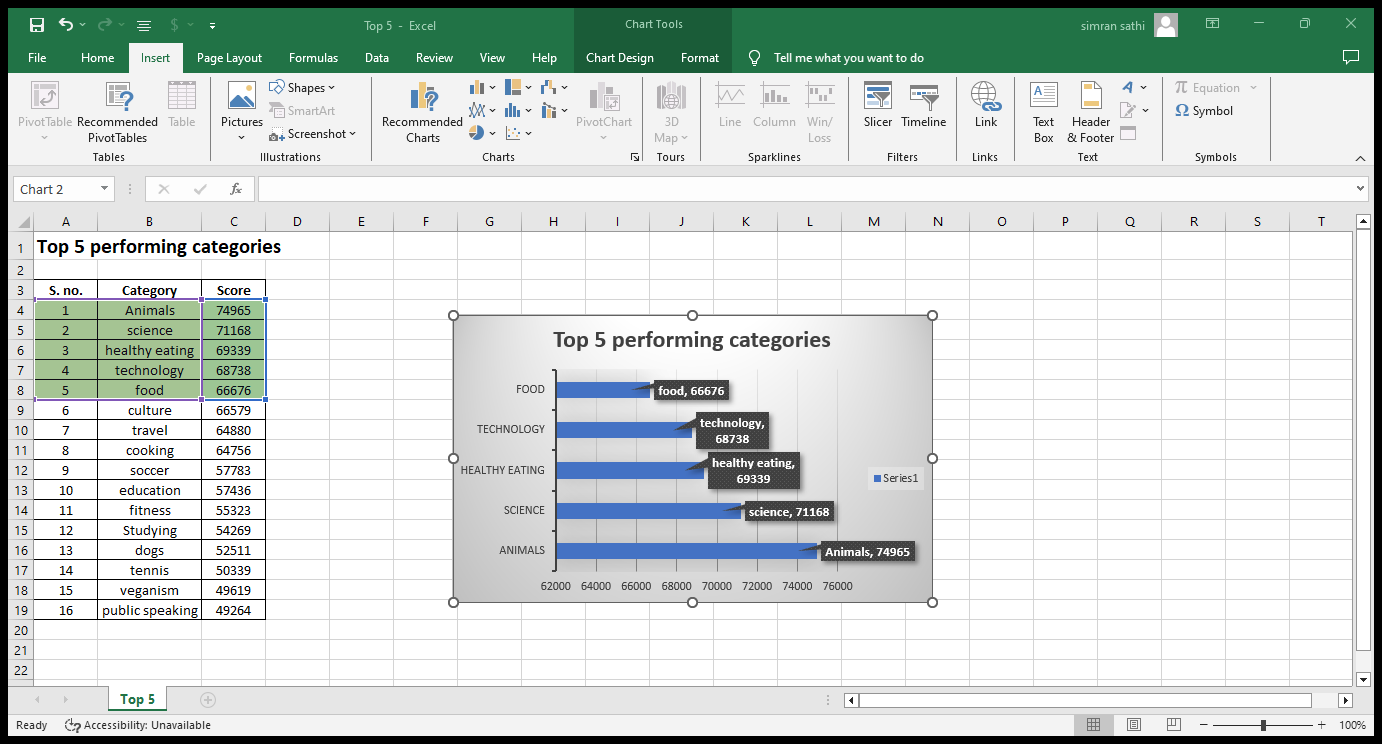 Top 5 - Excel
Chart Tools
simran sathi
File Home Insert Page Layout Formulas Data Review View Help Chart Design Format Tell me what you want to do
PivotTable
Recommended PivotTables
Table
Tables
Pictures
Shapes
SmartArt
Screenshot
Illustrations
Recommended Charts
PivotChart
Charts
3D Map
Tours
Line
Column
Win/Loss
Sparklines
Slicer
Timeline
Filters
Link
Links
Text Box
Header & Footer
Text
π Equation
Ω Symbol
Symbols
Chart 2
fx
A B C D E F G H I J K L M N O P Q R S T
1 Top 5 performing categories
2
3 S. no. Category Score
4 1 Animals 74965
5 2 science 71168
6 3 healthy eating 69339
7 4 technology 68738
8 5 food 66676
9 6 culture 66579
10 7 travel 64880
11 8 cooking 64756
12 9 soccer 57783
13 10 education 57436
14 11 fitness 55323
15 12 Studying 54269
16 13 dogs 52511
17 14 tennis 50339
18 15 veganism 49619
19 16 public speaking 49264
20
21
22
Top 5 performing categories
FOOD food, 66676
TECHNOLOGY technology, 68738
HEALTHY EATING healthy eating, 69339
SCIENCE science, 71168
ANIMALS Animals, 74965
62000 64000 66000 68000 70000 72000 74000 76000
Series1
Top 5
Ready Accessibility: Unavailable
100%